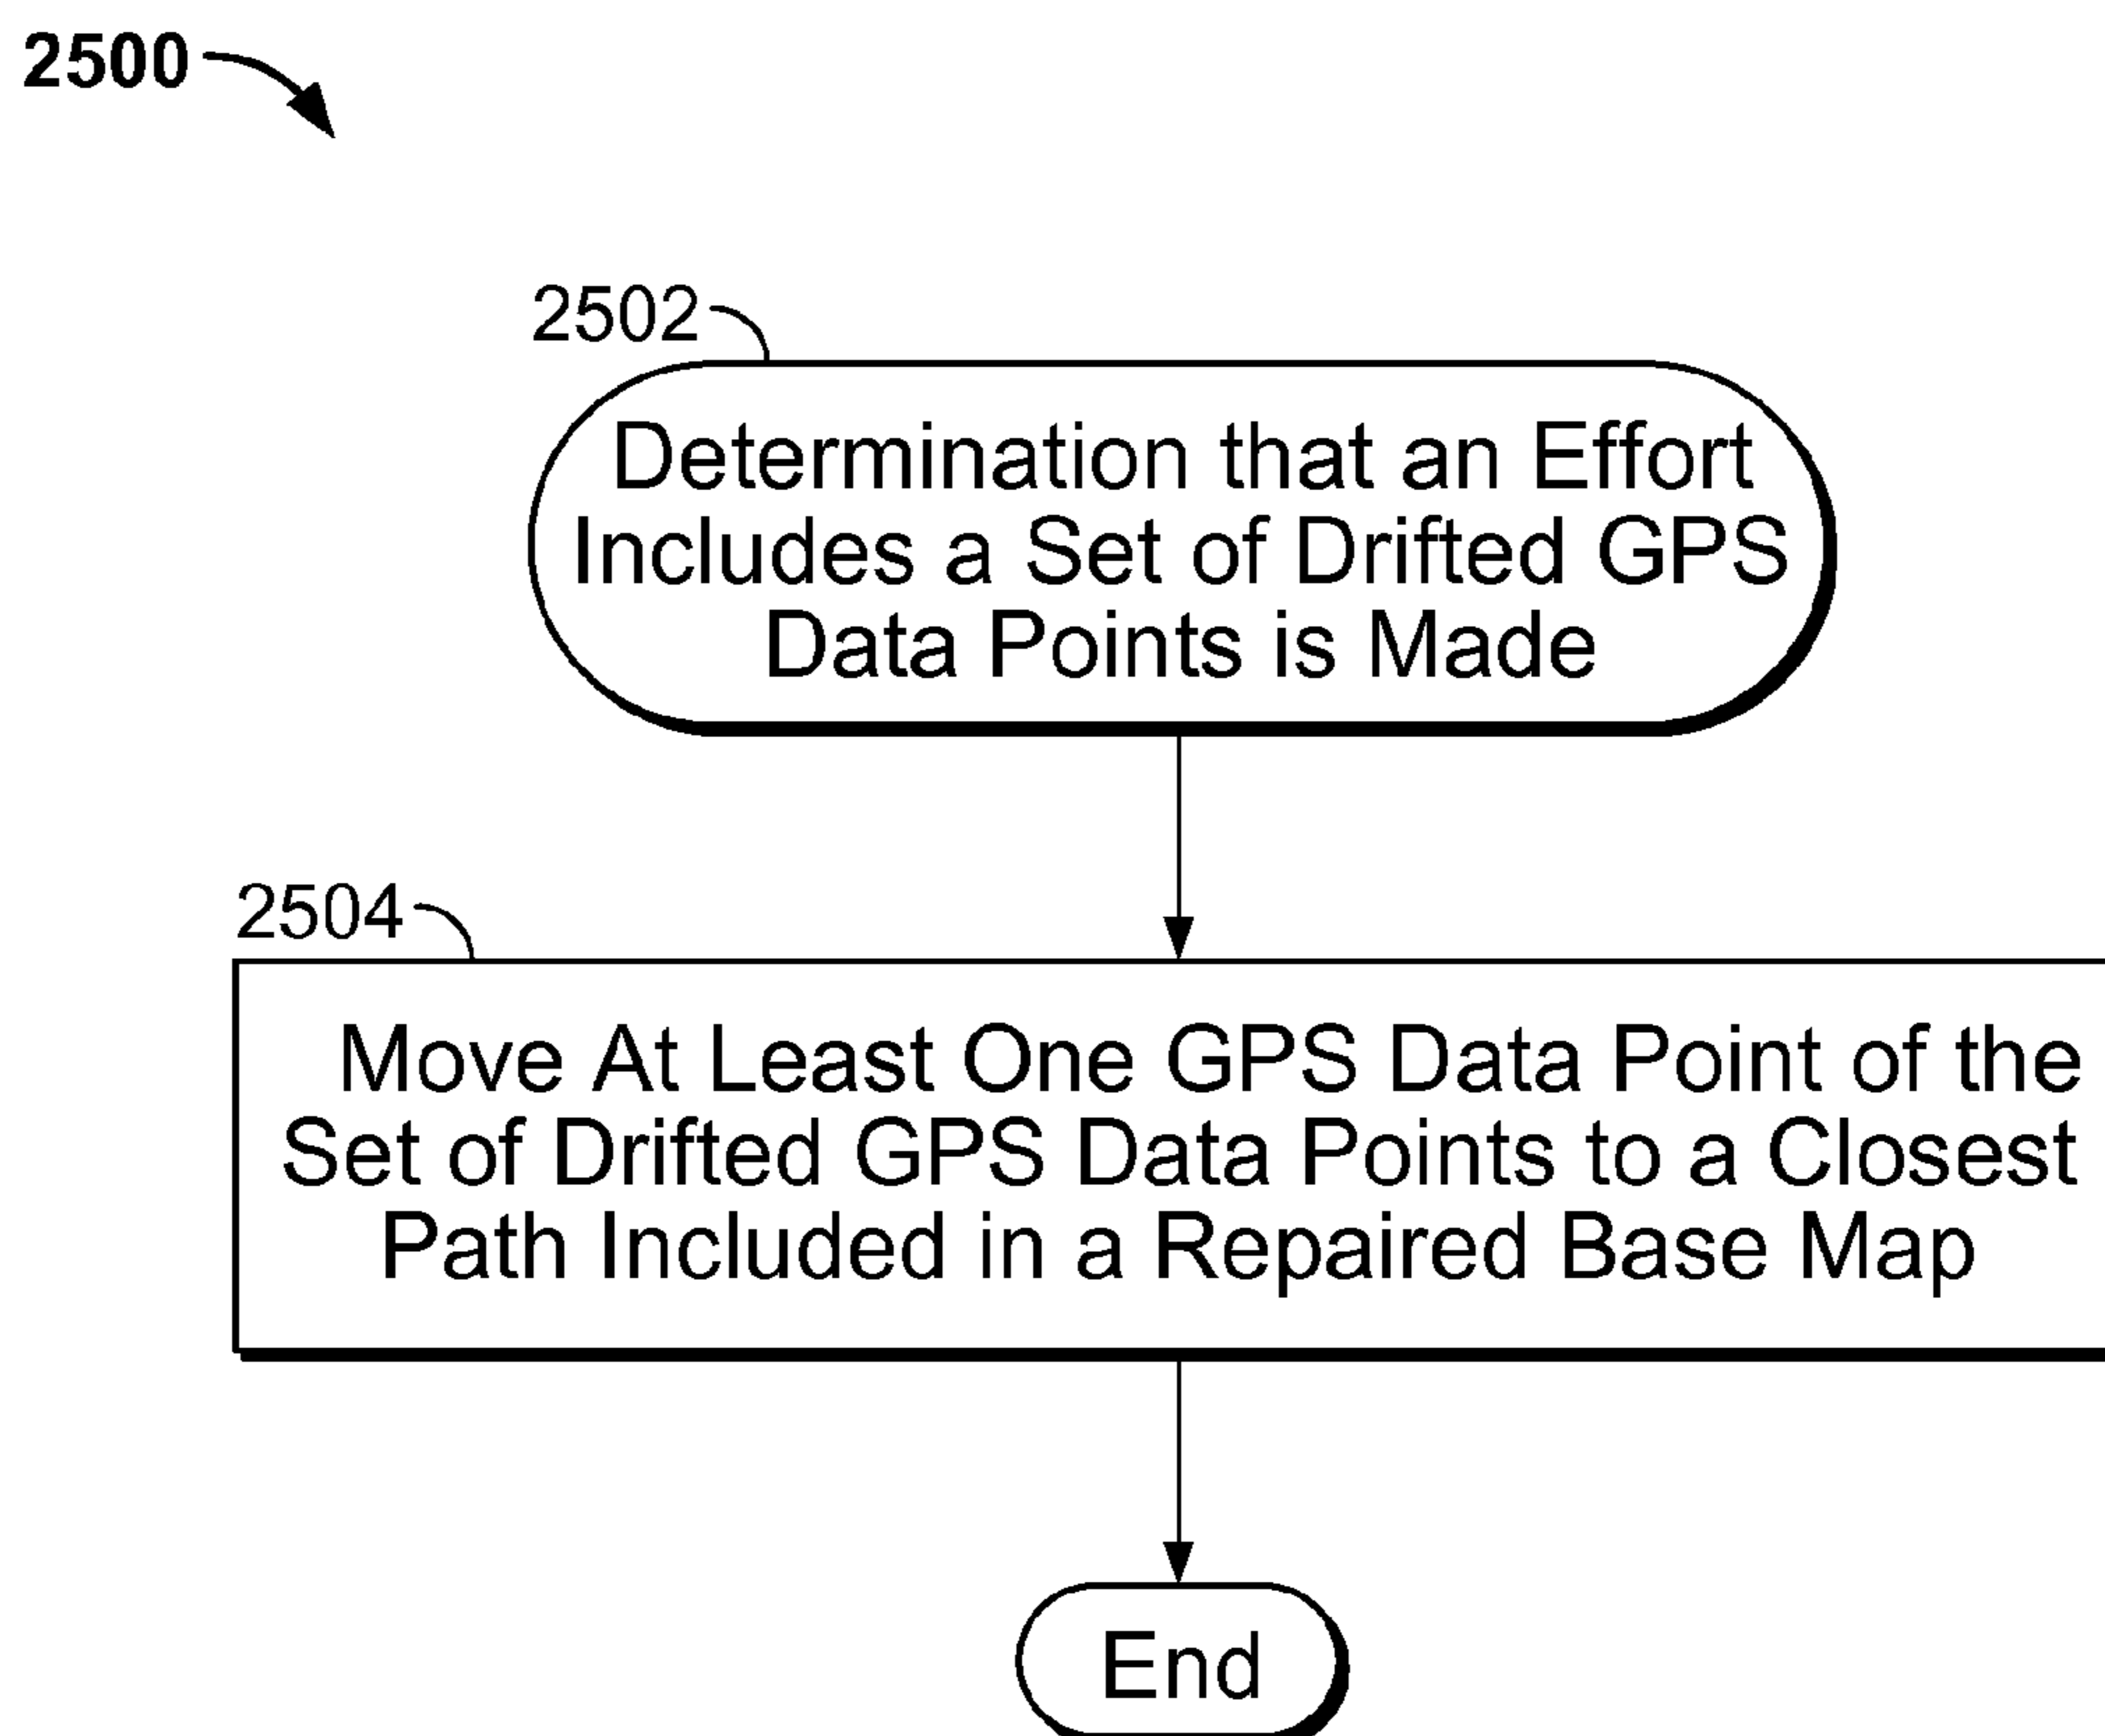 2500
2502
Determination that an Effort
Includes a Set of Drifted GPS
Data Points is Made
2504
Move At Least One GPS Data Point of the
Set of Drifted GPS Data Points to a Closest
Path Included in a Repaired Base Map
End